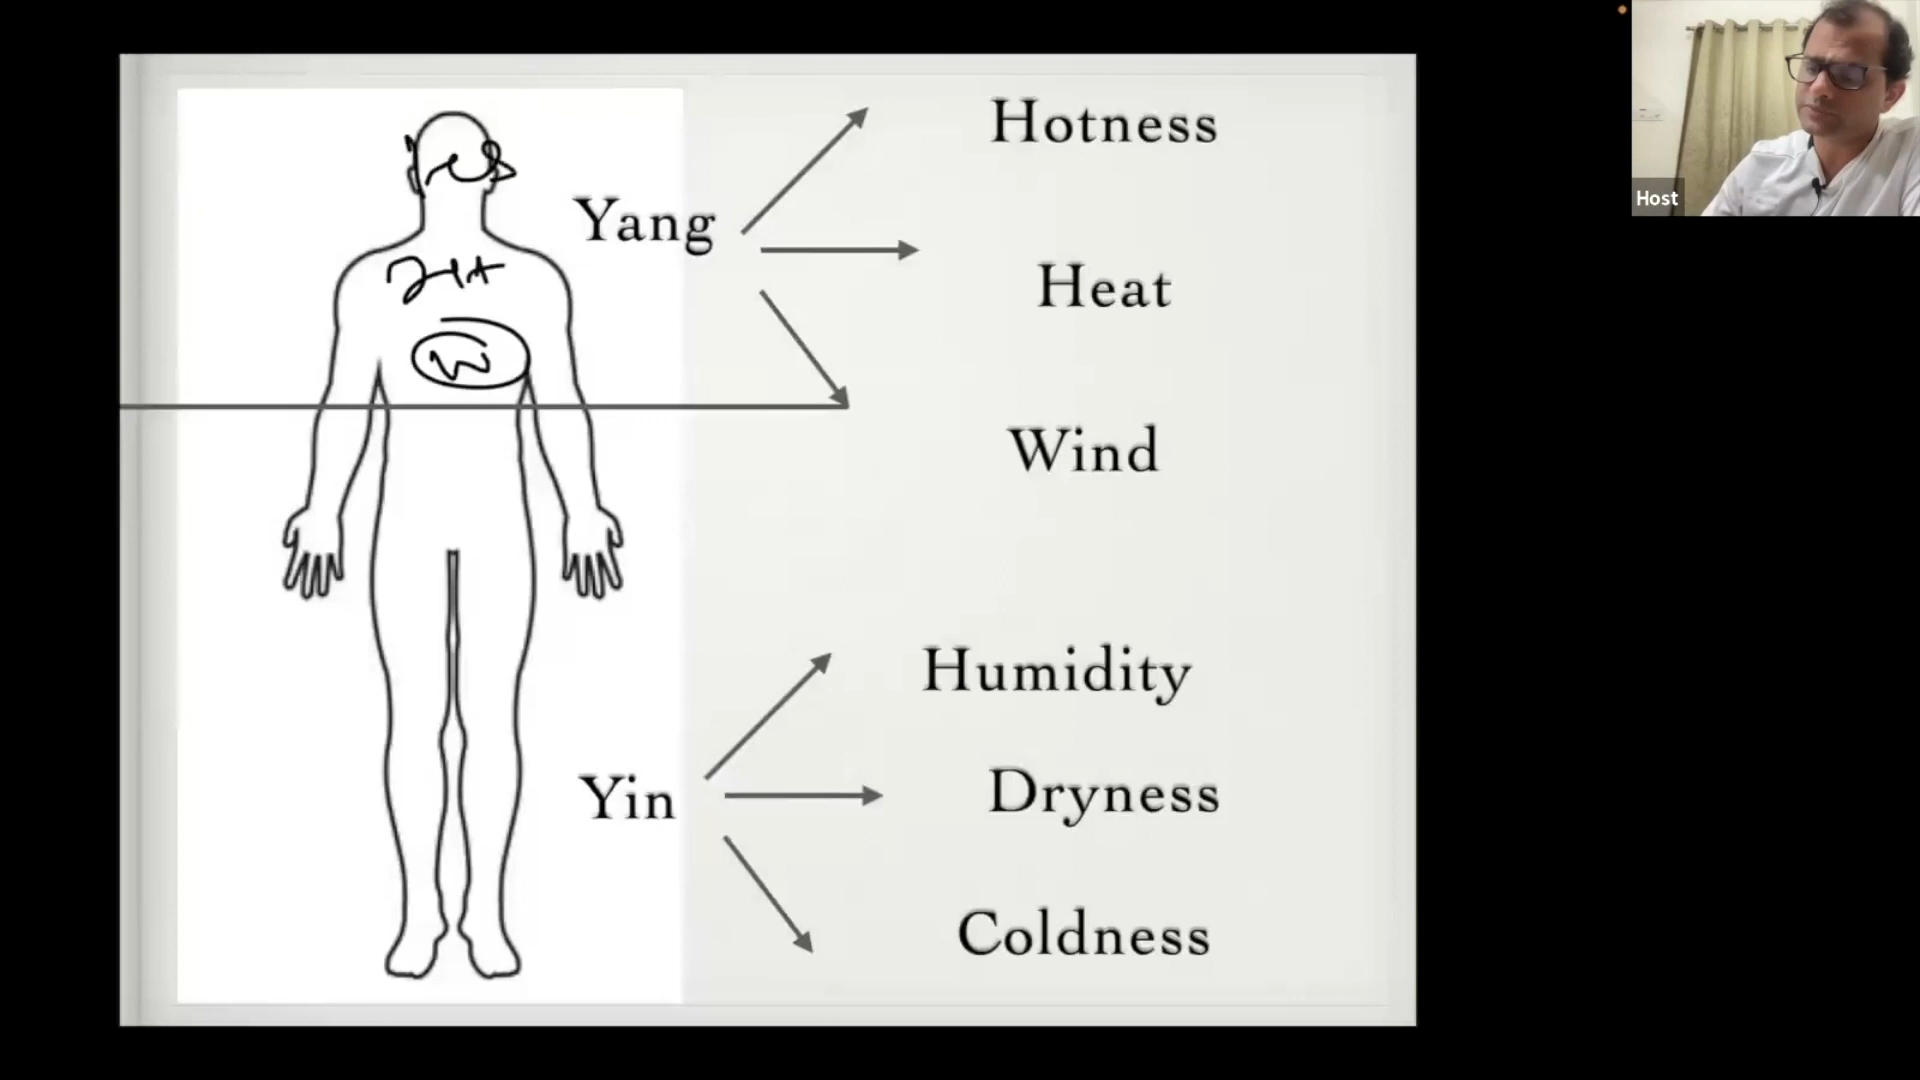 Hotness
Yang
Heat
Wind
Humidity
Yin
Dryness
Coldness
Host